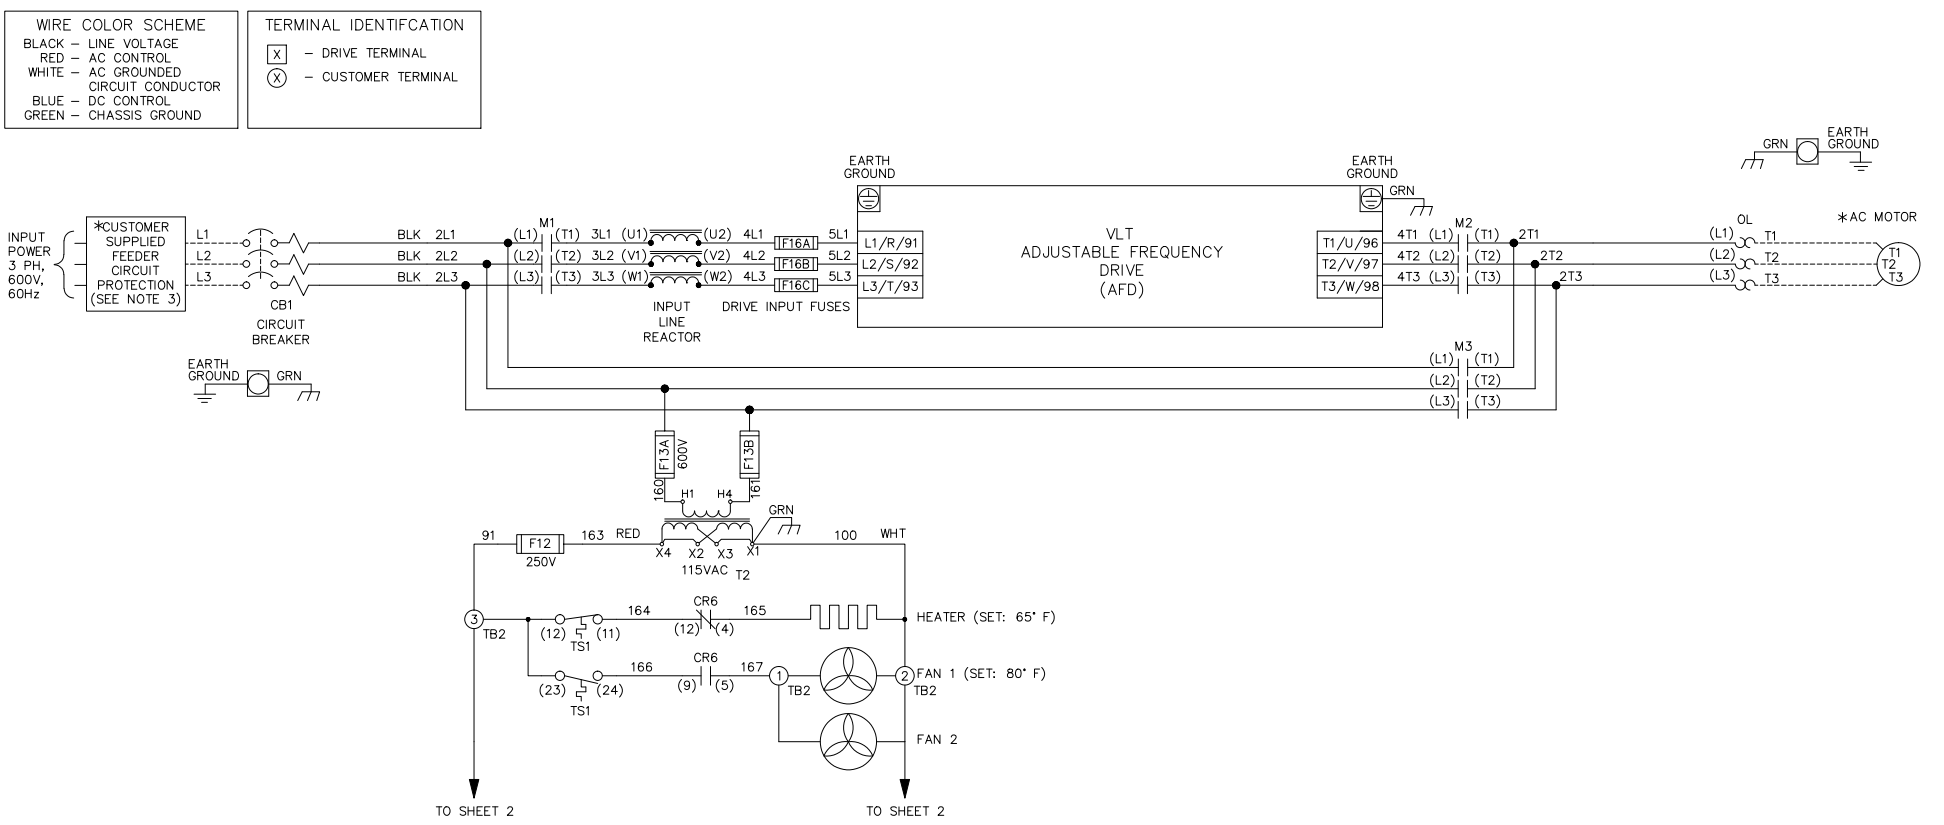 WIRE COLOR SCHEME
BLACK – LINE VOLTAGE
RED – AC CONTROL
WHITE – AC GROUNDED
CIRCUIT CONDUCTOR
BLUE – DC CONTROL
GREEN – CHASSIS GROUND
TERMINAL IDENTIFCATION
X – DRIVE TERMINAL
X – CUSTOMER TERMINAL
INPUT
POWER
3 PH,
600V,
60Hz
*CUSTOMER
SUPPLIED
FEEDER
CIRCUIT
PROTECTION
(SEE NOTE 3)
L1
L2
L3
CB1
CIRCUIT
BREAKER
EARTH
GROUND
GRN
BLK 2L1
BLK 2L2
BLK 2L3
M1
(L1) (T1) 3L1 (U1) (U2) 4L1 F16A 5L1
(L2) (T2) 3L2 (V1) (V2) 4L2 F16B 5L2
(L3) (T3) 3L3 (W1) (W2) 4L3 F16C 5L3
INPUT
LINE
REACTOR
DRIVE INPUT FUSES
EARTH
GROUND
L1/R/91
L2/S/92
L3/T/93
VLT
ADJUSTABLE FREQUENCY
DRIVE
(AFD)
EARTH
GROUND
GRN
T1/U/96
T2/V/97
T3/W/98
M2
4T1 (L1) (T1) 2T1
4T2 (L2) (T2) 2T2
4T3 (L3) (T3) 2T3
GRN
EARTH
GROUND
OL
(L1) T1
(L2) T2
(L3) T3
*AC MOTOR
T1
T2
T3
M3
(L1) (T1)
(L2) (T2)
(L3) (T3)
F13A
600V
F13B
160
161
H1 H4
GRN
91 F12 163 RED
250V
X4 X2 X3 X1
115VAC T2
100 WHT
3
TB2
(12) (11)
TS1
164
CR6
(12) (4)
165
HEATER (SET: 65° F)
(23) (24)
TS1
166
CR6
(9) (5)
167
1
TB2
2
TB2
FAN 1 (SET: 80° F)
FAN 2
TO SHEET 2
TO SHEET 2